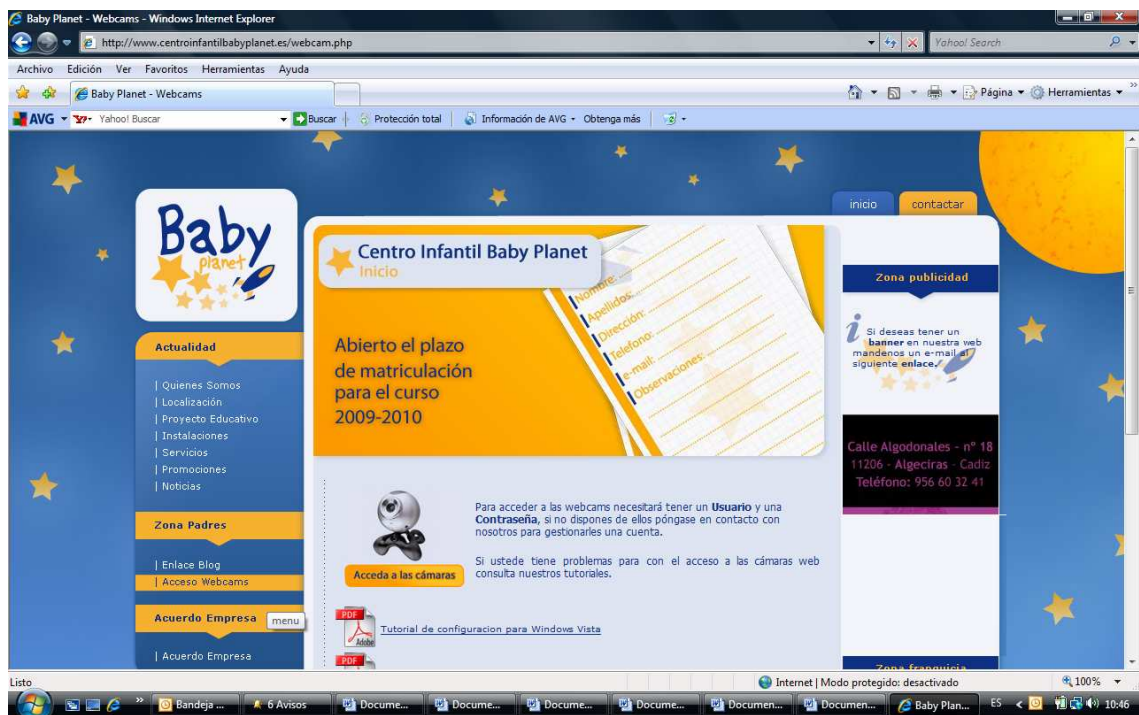 Baby Planet - Webcams - Windows Internet Explorer
http://www.centroinfantilbabyplanet.es/webcam.php
Yahoo! Search
Archivo Edición Ver Favoritos Herramientas Ayuda
Baby Planet - Webcams
Página Herramientas
AVG Yahoo! Buscar Buscar Protección total Información de AVG Obtenga más
inicio contactar
Baby
planet
Centro Infantil Baby Planet
Inicio
Nombre:
Apellidos:
Dirección:
Telefono:
e-mail:
Observaciones:
Abierto el plazo
de matriculación
para el curso
2009-2010
Actualidad
| Quienes Somos
| Localización
| Proyecto Educativo
| Instalaciones
| Servicios
| Promociones
| Noticias
Zona Padres
| Enlace Blog
| Acceso Webcams
Acuerdo Empresa
menu
| Acuerdo Empresa
Acceda a las cámaras
Para acceder a las webcams necesitará tener un Usuario y una
Contraseña, si no dispones de ellos póngase en contacto con
nosotros para gestionarles una cuenta.
Si ustede tiene problemas para con el acceso a las cámaras web
consulta nuestros tutoriales.
PDF
Adobe
Tutorial de configuracion para Windows Vista
PDF
Zona publicidad
Si deseas tener un
banner en nuestra web
mandenos un e-mail al
siguiente enlace.
Calle Algodonales - nº 18
11206 - Algeciras - Cadiz
Teléfono: 956 60 32 41
Zona franquicia
Listo
Internet | Modo protegido: desactivado
100%
Bandeja ... 6 Avisos Docume... Docume... Docume... Docume... Documen... Documen... Baby Plan... ES 10:46